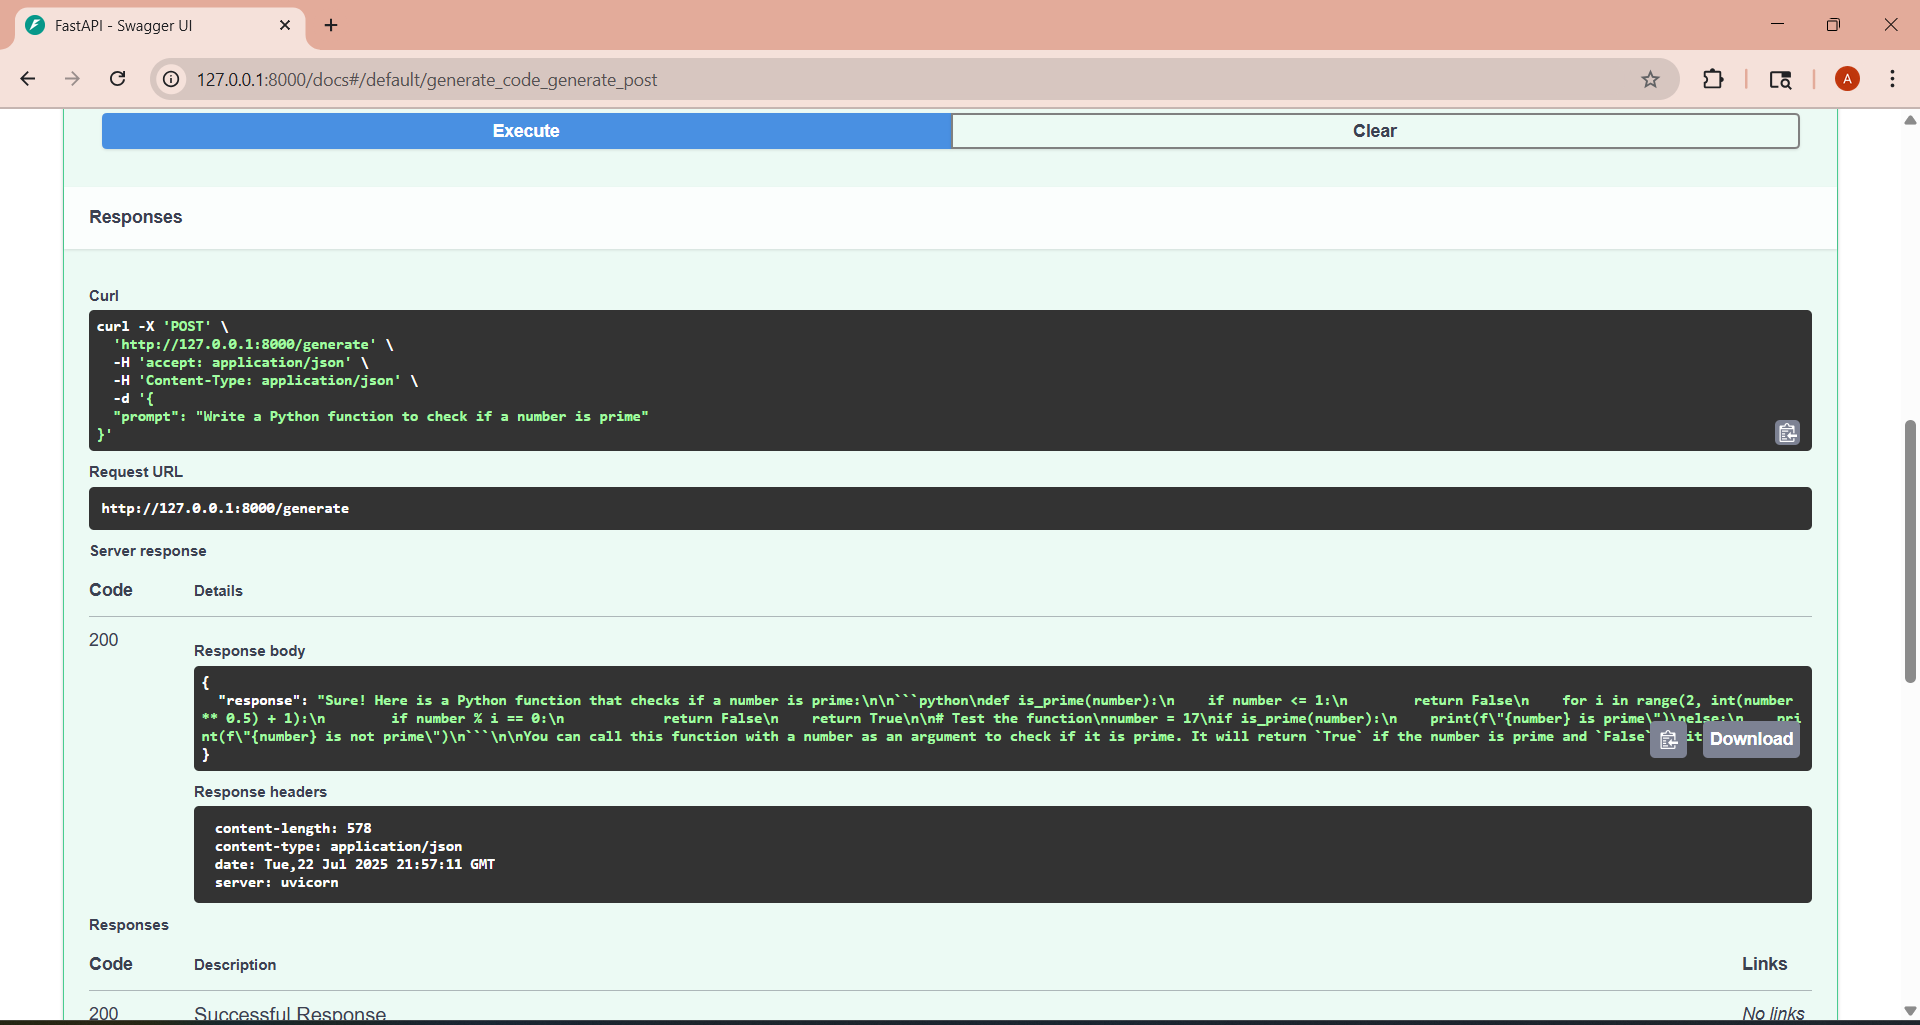 FastAPI - Swagger UI
127.0.0.1:8000/docs#/default/generate_code_generate_post
A
Execute
Clear
Responses
Curl
curl -X 'POST' \
  'http://127.0.0.1:8000/generate' \
  -H 'accept: application/json' \
  -H 'Content-Type: application/json' \
  -d '{
  "prompt": "Write a Python function to check if a number is prime"
}'
Request URL
http://127.0.0.1:8000/generate
Server response
Code Details
200
Response body
{
  "response": "Sure! Here is a Python function that checks if a number is prime:\n\n```python\ndef is_prime(number):\n    if number <= 1:\n        return False\n    for i in range(2, int(number
** 0.5) + 1):\n        if number % i == 0:\n            return False\n    return True\n\n# Test the function\nnumber = 17\nif is_prime(number):\n    print(f\"{number} is prime\")\nelse:\n    pri
nt(f\"{number} is not prime\")\n```\n\nYou can call this function with a number as an argument to check if it is prime. It will return `True` if the number is prime and `False` it
}
Download
Response headers
content-length: 578
content-type: application/json
date: Tue,22 Jul 2025 21:57:11 GMT
server: uvicorn
Responses
Code Description Links
200 Successful Response No links